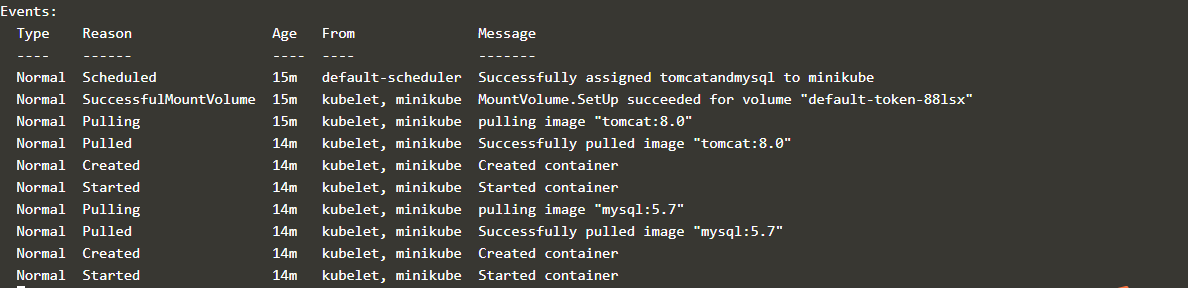 Events:
  Type    Reason                 Age   From               Message
  ----    ------                 ----  ----               -------
  Normal  Scheduled              15m   default-scheduler  Successfully assigned tomcatandmysql to minikube
  Normal  SuccessfulMountVolume  15m   kubelet, minikube  MountVolume.SetUp succeeded for volume "default-token-88lsx"
  Normal  Pulling                15m   kubelet, minikube  pulling image "tomcat:8.0"
  Normal  Pulled                 14m   kubelet, minikube  Successfully pulled image "tomcat:8.0"
  Normal  Created                14m   kubelet, minikube  Created container
  Normal  Started                14m   kubelet, minikube  Started container
  Normal  Pulling                14m   kubelet, minikube  pulling image "mysql:5.7"
  Normal  Pulled                 14m   kubelet, minikube  Successfully pulled image "mysql:5.7"
  Normal  Created                14m   kubelet, minikube  Created container
  Normal  Started                14m   kubelet, minikube  Started container